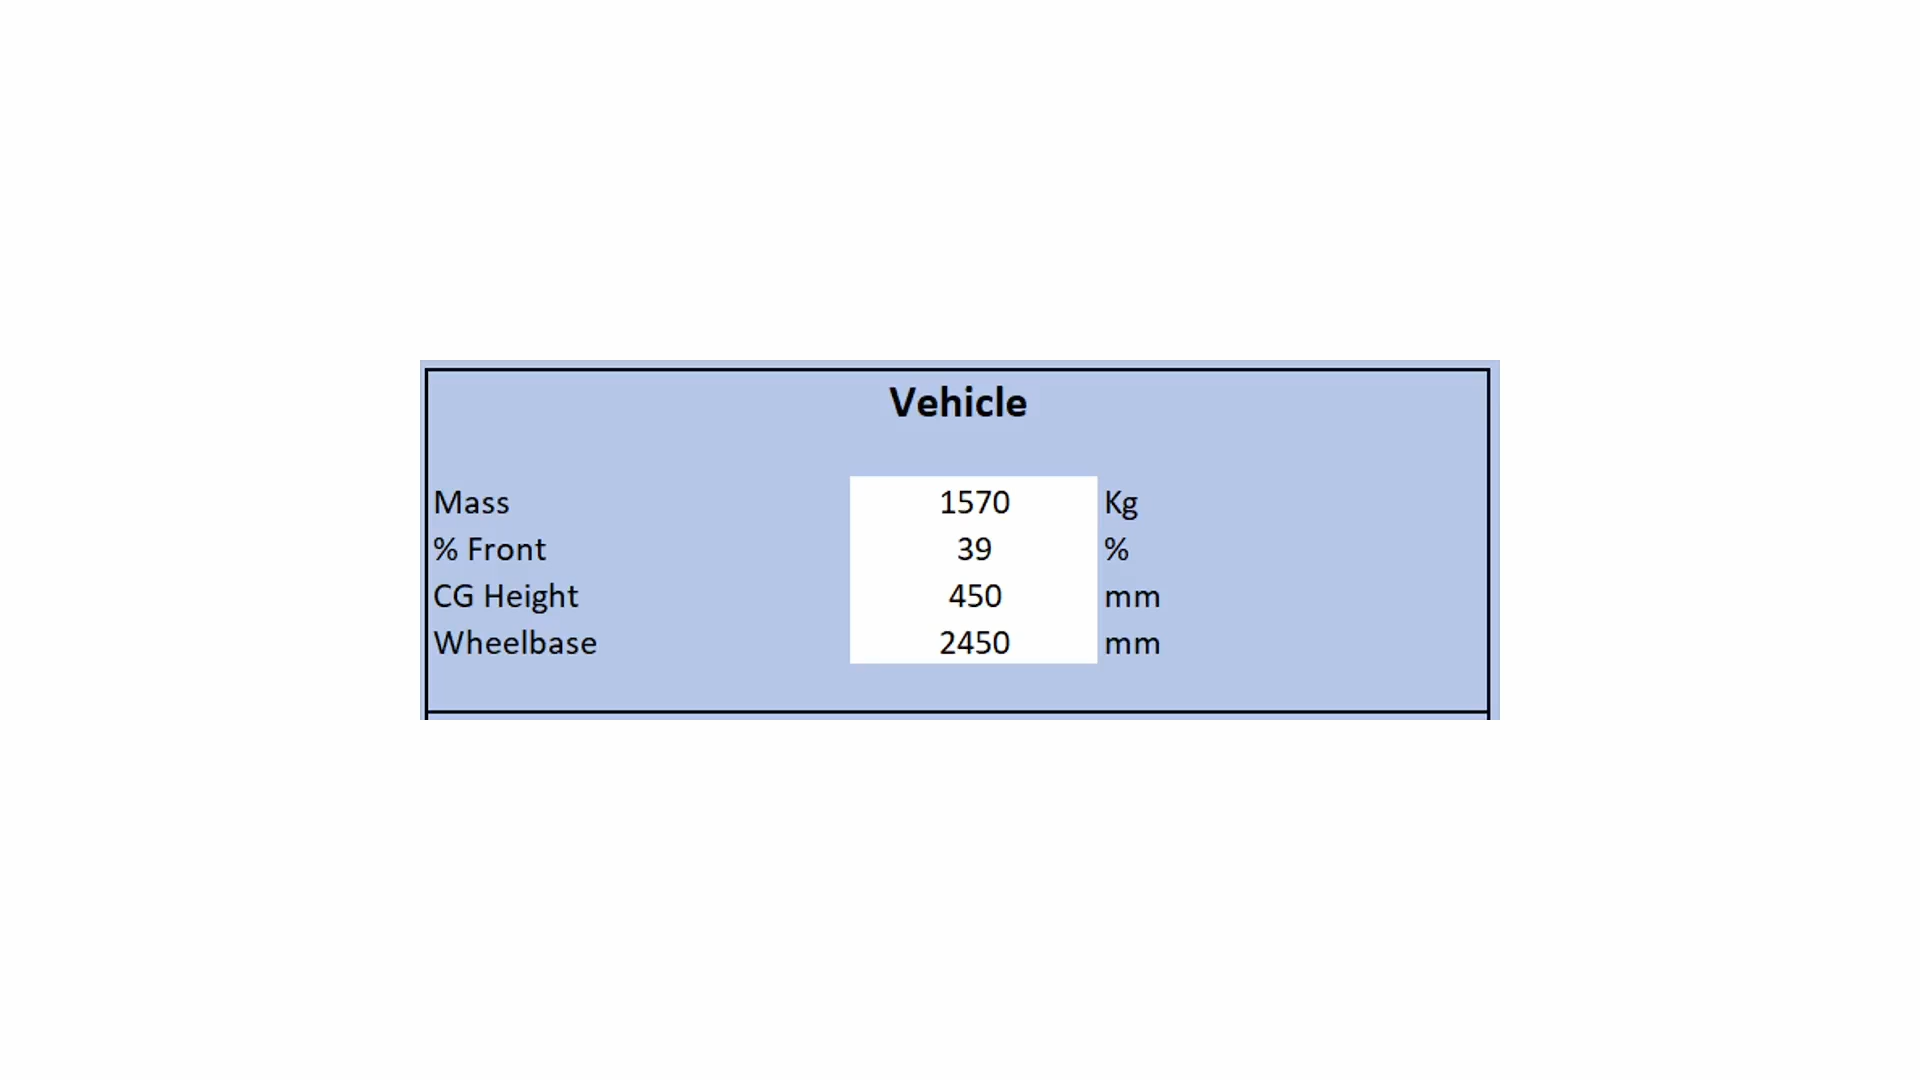 Vehicle
Mass 1570 Kg
% Front 39 %
CG Height 450 mm
Wheelbase 2450 mm